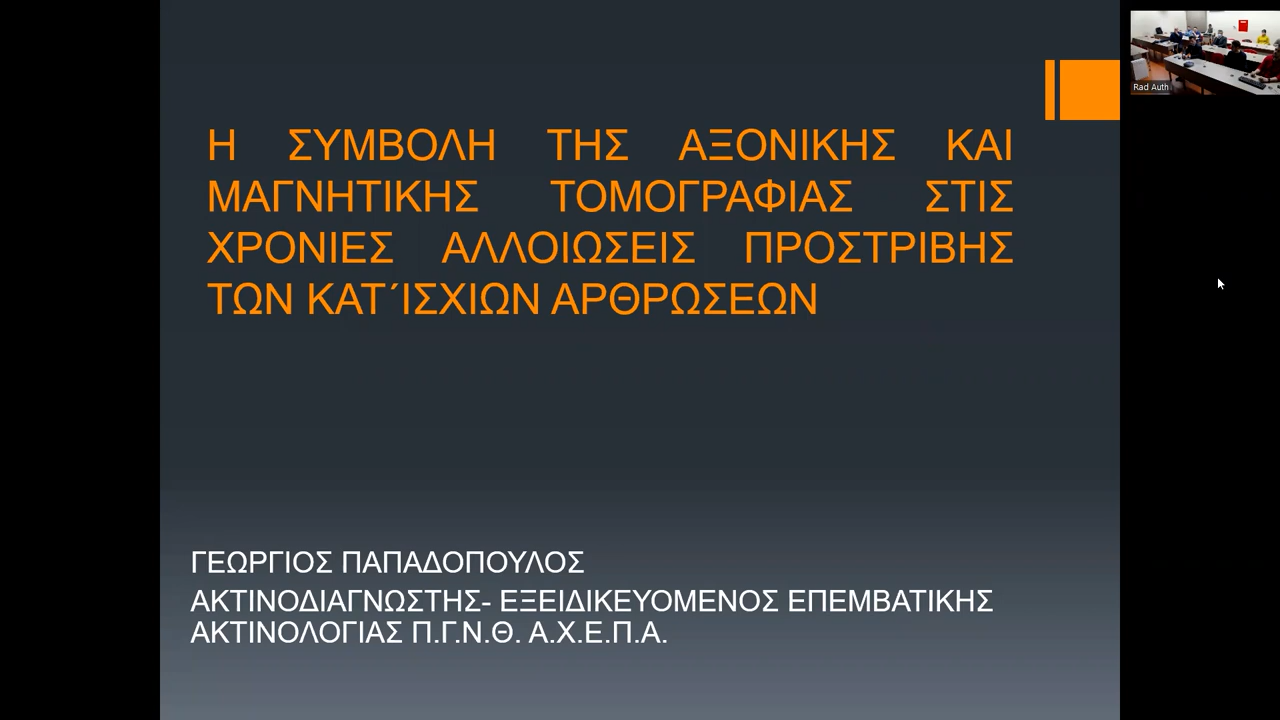 Η ΣΥΜΒΟΛΗ ΤΗΣ ΑΞΟΝΙΚΗΣ ΚΑΙ
ΜΑΓΝΗΤΙΚΗΣ ΤΟΜΟΓΡΑΦΙΑΣ ΣΤΙΣ
ΧΡΟΝΙΕΣ ΑΛΛΟΙΩΣΕΙΣ ΠΡΟΣΤΡΙΒΗΣ
ΤΩΝ ΚΑΤ΄ΙΣΧΙΩΝ ΑΡΘΡΩΣΕΩΝ
ΓΕΩΡΓΙΟΣ ΠΑΠΑΔΟΠΟΥΛΟΣ
ΑΚΤΙΝΟΔΙΑΓΝΩΣΤΗΣ- ΕΞΕΙΔΙΚΕΥΟΜΕΝΟΣ ΕΠΕΜΒΑΤΙΚΗΣ
ΑΚΤΙΝΟΛΟΓΙΑΣ Π.Γ.Ν.Θ. Α.Χ.Ε.Π.Α.
Rad Auth